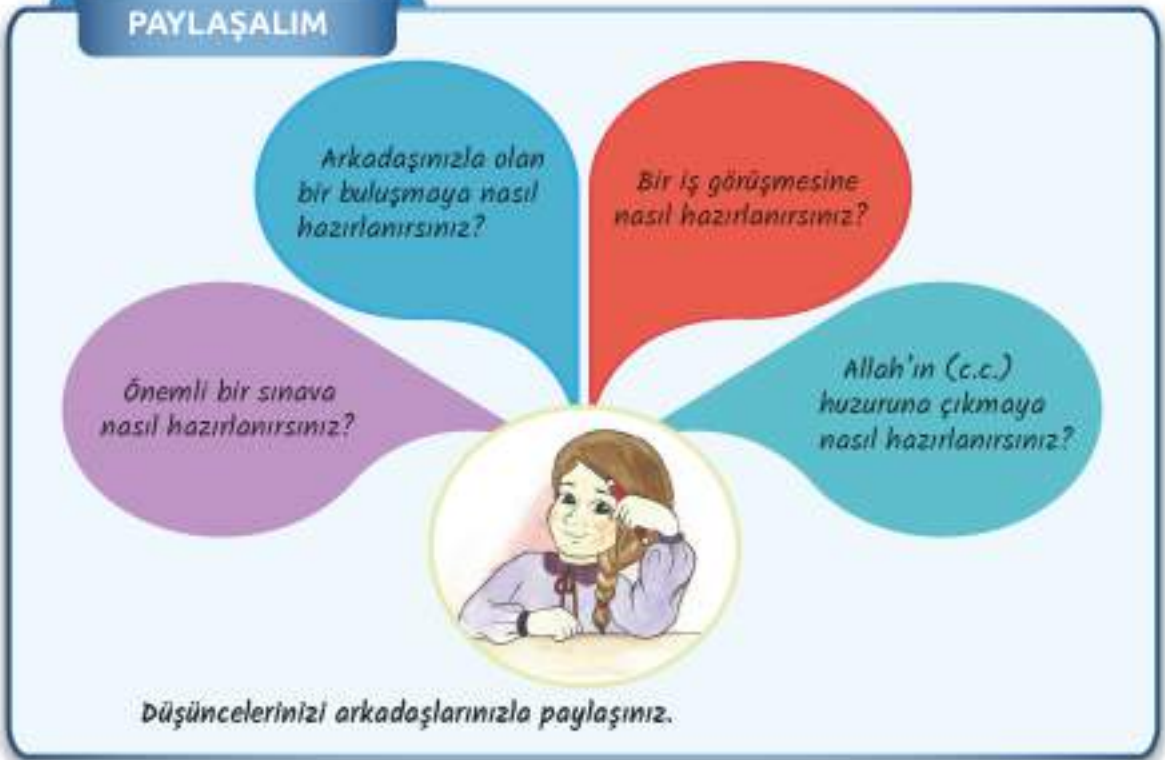 PAYLAŞALIM
Arkadaşınızla olan
bir buluşmaya nasıl
hazırlanırsınız?
Bir iş görüşmesine
nasıl hazırlanırsınız?
Önemli bir sınava
nasıl hazırlanırsınız?
Allah'ın (c.c.)
huzuruna çıkmaya
nasıl hazırlanırsınız?
Düşüncelerinizi arkadaşlarınızla paylaşınız.